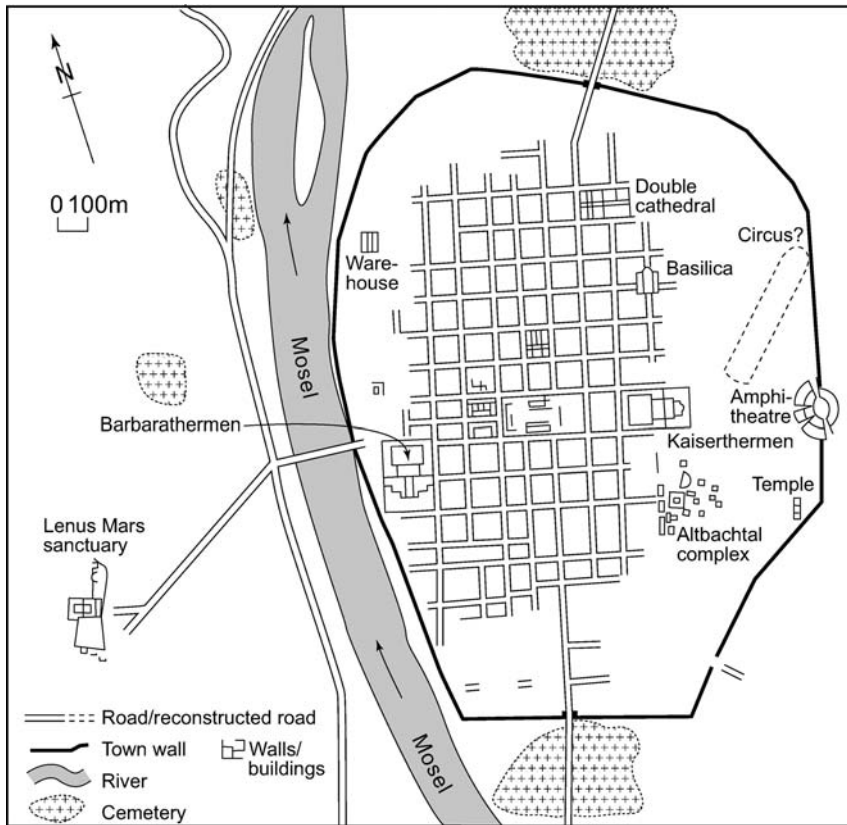 N
0 100m
Double
cathedral
Circus?
Ware-
house
Basilica
Mosel
Amphi-
theatre
Barbarathermen
Kaiserthermen
Temple
Lenus Mars
sanctuary
Altbachtal
complex
Road/reconstructed road
Town wall
Walls/
buildings
River
Cemetery
Mosel